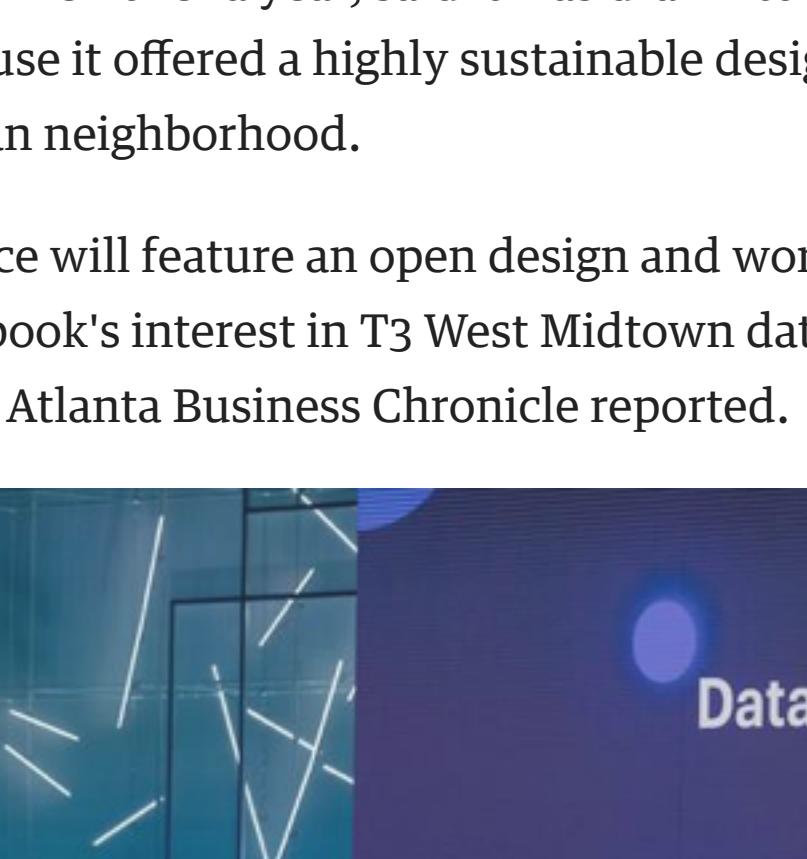 use it offered a highly sustainable desig
n neighborhood.
ce will feature an open design and wor
book's interest in T3 West Midtown dat
Atlanta Business Chronicle reported.
Data